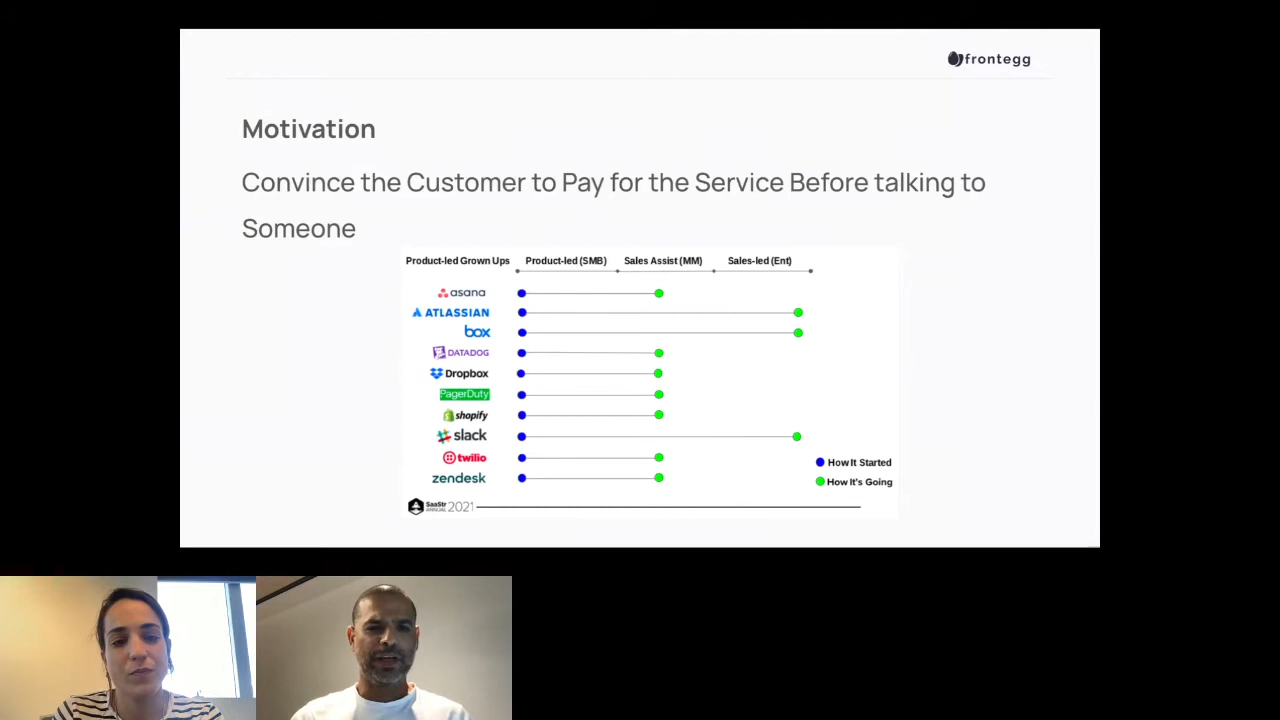 frontegg
Motivation
Convince the Customer to Pay for the Service Before talking to
Someone
Product-led Grown Ups Product-led (SMB) Sales Assist (MM) Sales-led (Ent)
asana
ATLASSIAN
box
DATADOG
Dropbox
PagerDuty
shopify
slack
twilio
zendesk
How It Started
How It's Going
SaaStr
ANNUAL 2021